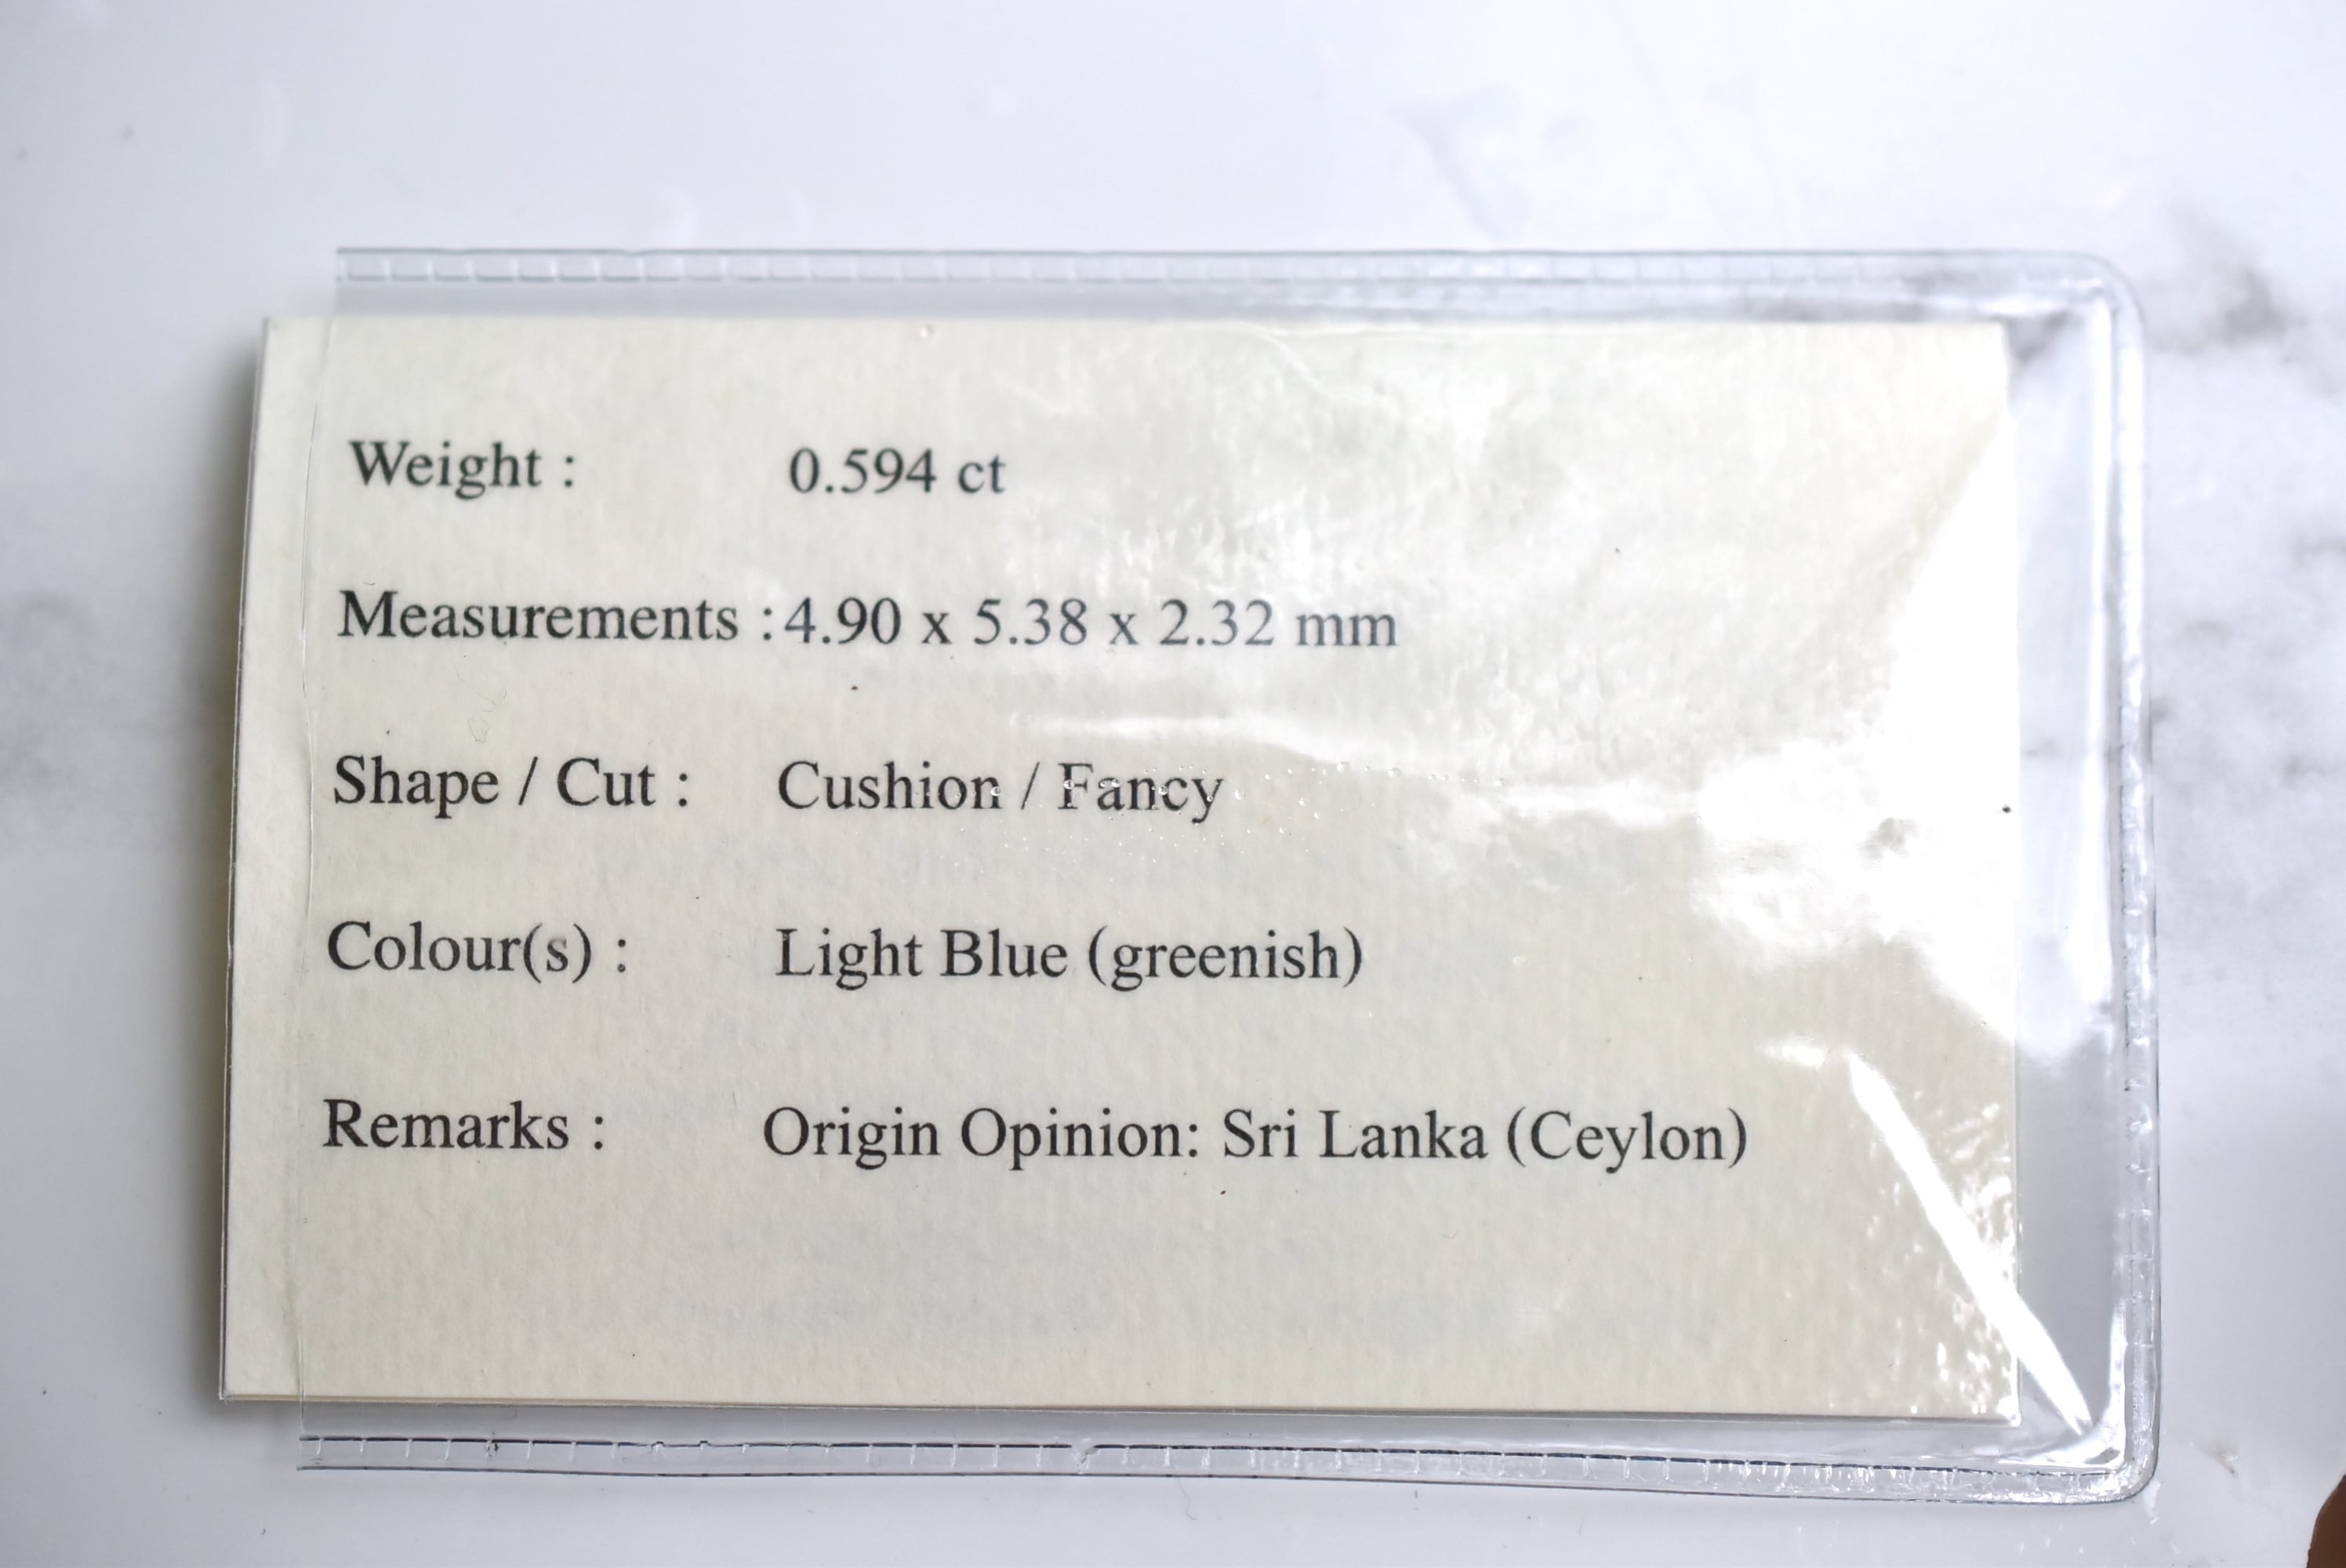 Weight : 0.594 ct
Measurements : 4.90 x 5.38 x 2.32 mm
Shape / Cut : Cushion / Fancy
Colour(s) : Light Blue (greenish)
Remarks : Origin Opinion: Sri Lanka (Ceylon)